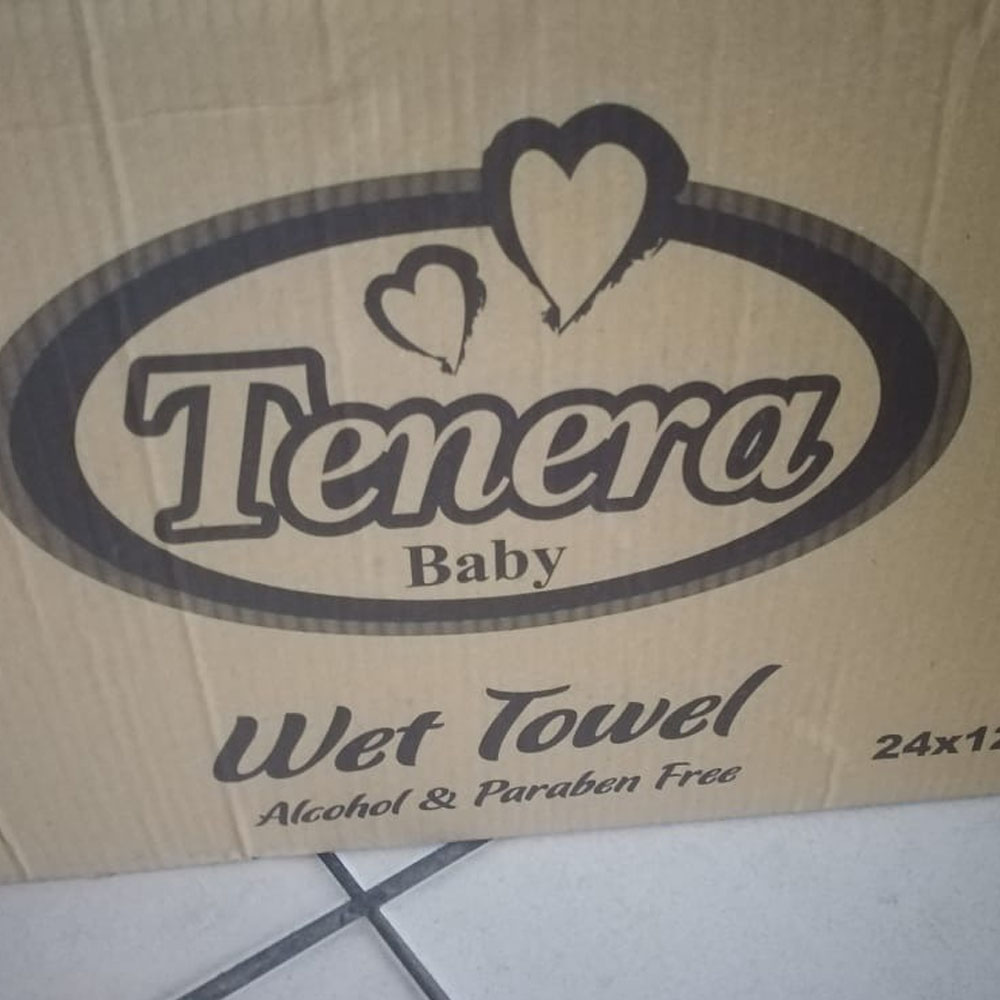 Tenera
Baby
Wet Towel
Alcohol & Paraben Free